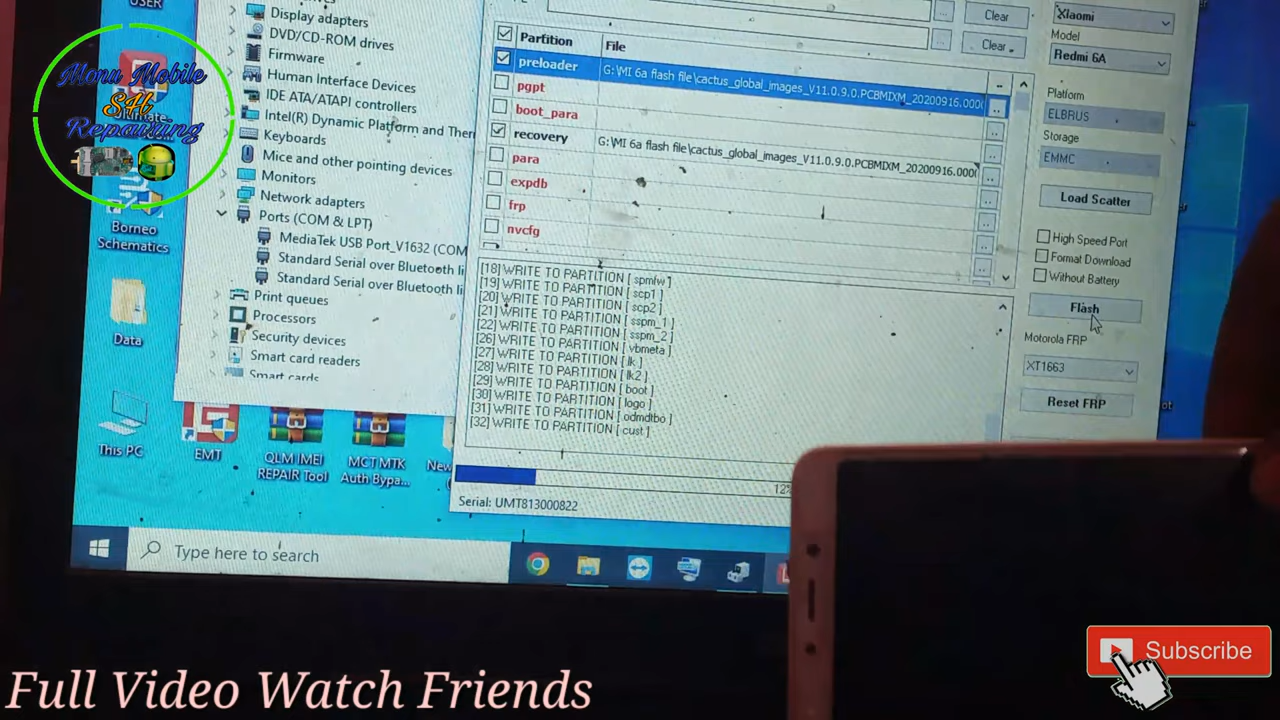 USER
Monu Mobile
S4h
Repairing
Borneo
Schematics
Data
This PC
Display adapters
DVD/CD-ROM drives
Firmware
Human Interface Devices
IDE ATA/ATAPI controllers
Intel(R) Dynamic Platform and Ther
Keyboards
Mice and other pointing devices
Monitors
Network adapters
Ports (COM & LPT)
MediaTek USB Port_V1632 (COM
Standard Serial over Bluetooth li
Standard Serial over Bluetooth li
Print queues
Processors
Security devices
Smart card readers
Smart cards
EMT
QLM IMEI
REPAIR Tool
MCT MTK
Auth Bypa...
New
Clear
Clear
Partition File
preloader G:\MI 6a flash file\cactus_global_images_V11.0.9.0.PCBMIXM_20200916.000(
pgpt
boot_para
recovery G:\MI 6a flash file\cactus_global_images_V11.0.9.0.PCBMIXM_20200916.000(
para
expdb
frp
nvcfg
[18] WRITE TO PARTITION [ spmfw ]
[19] WRITE TO PARTITION [ scp1 ]
[20] WRITE TO PARTITION [ scp2 ]
[21] WRITE TO PARTITION [ sspm_1 ]
[22] WRITE TO PARTITION [ sspm_2 ]
[26] WRITE TO PARTITION [ vbmeta ]
[27] WRITE TO PARTITION [ lk ]
[28] WRITE TO PARTITION [ lk2 ]
[29] WRITE TO PARTITION [ boot ]
[30] WRITE TO PARTITION [ logo ]
[31] WRITE TO PARTITION [ odmdtbo ]
[32] WRITE TO PARTITION [ cust ]
12%
Serial: UMT813000822
Xiaomi
Model
Redmi 6A
Platform
ELBRUS
Storage
EMMC
Load Scatter
High Speed Port
Format Download
Without Battery
Flash
Motorola FRP
XT1663
Reset FRP
Type here to search
Subscribe
Full Video Watch Friends